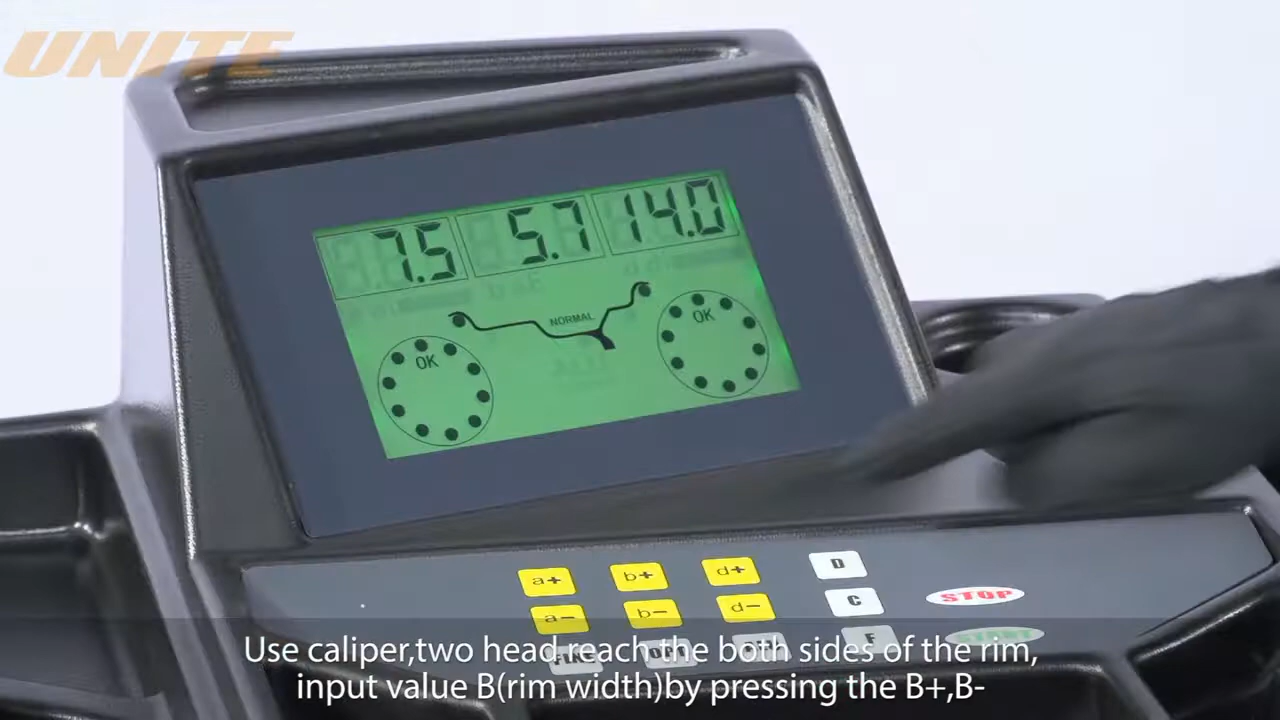 UNITE
7.5 5.7 14.0
NORMAL
OK
OK
a+ b+ d+ D
a- b- d- C STOP
F START
Use caliper,two head reach the both sides of the rim,
input value B(rim width)by pressing the B+,B-